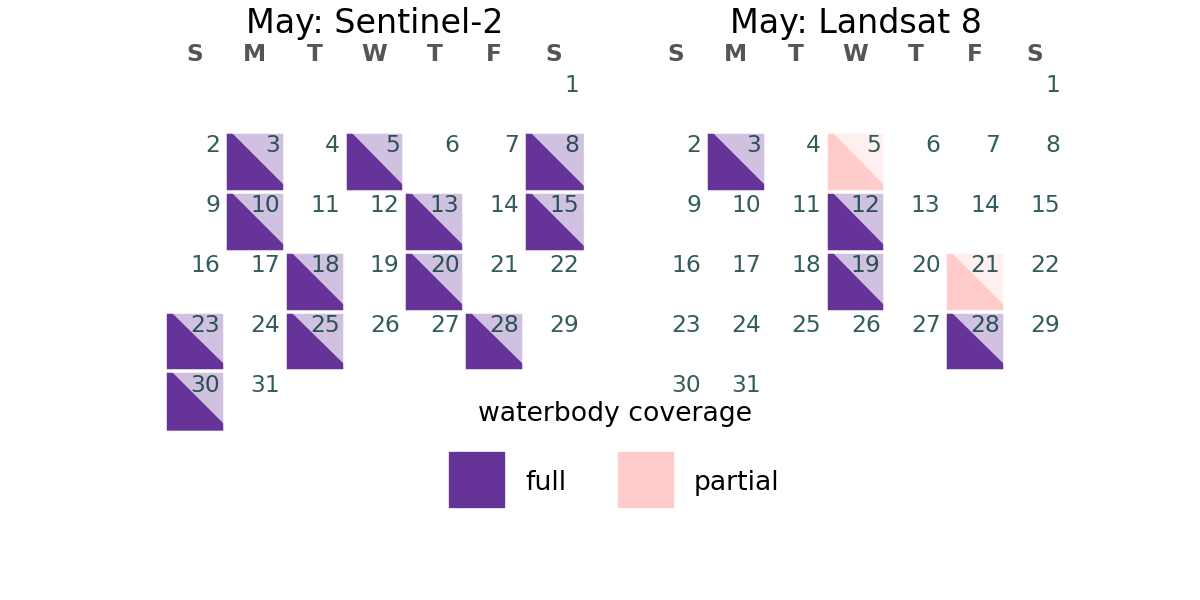 May: Sentinel-2
S M T W T F S
1
2 3 4 5 6 7 8
9 10 11 12 13 14 15
16 17 18 19 20 21 22
23 24 25 26 27 28 29
30 31
May: Landsat 8
S M T W T F S
1
2 3 4 5 6 7 8
9 10 11 12 13 14 15
16 17 18 19 20 21 22
23 24 25 26 27 28 29
30 31
waterbody coverage
full
partial